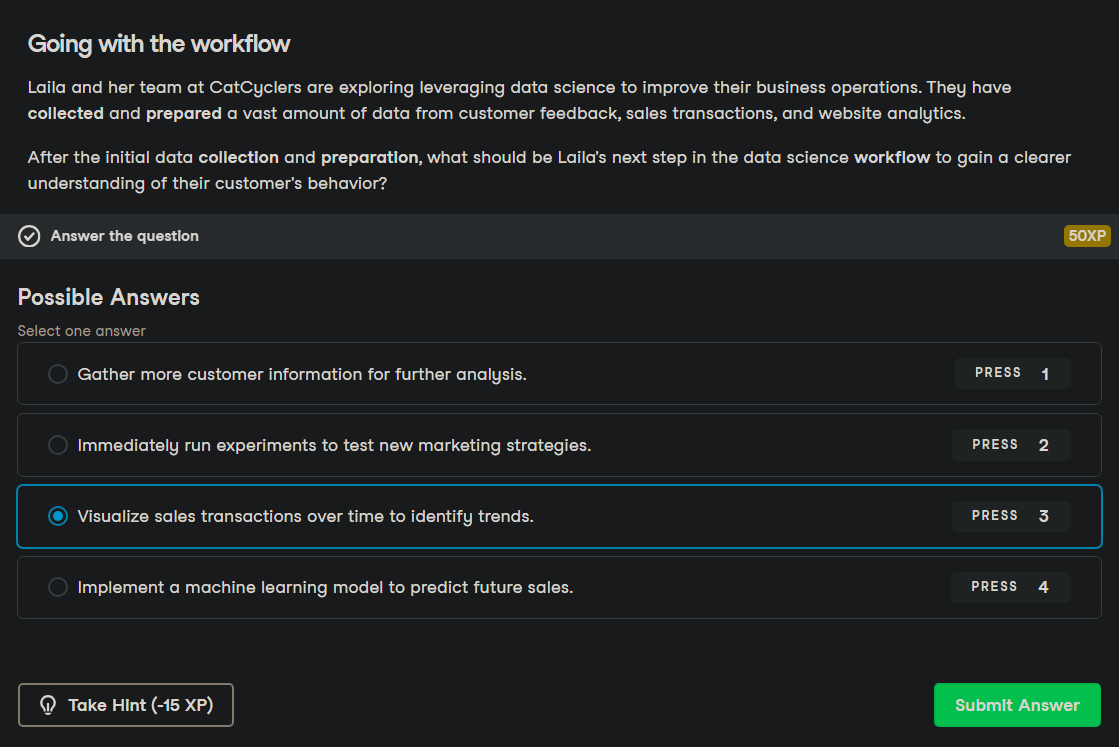 Going with the workflow
Laila and her team at CatCyclers are exploring leveraging data science to improve their business operations. They have
collected and prepared a vast amount of data from customer feedback, sales transactions, and website analytics.
After the initial data collection and preparation, what should be Laila's next step in the data science workflow to gain a clearer
understanding of their customer's behavior?
Answer the question
50XP
Possible Answers
Select one answer
Gather more customer information for further analysis.
PRESS 1
Immediately run experiments to test new marketing strategies.
PRESS 2
Visualize sales transactions over time to identify trends.
PRESS 3
Implement a machine learning model to predict future sales.
PRESS 4
Take Hint (-15 XP)
Submit Answer